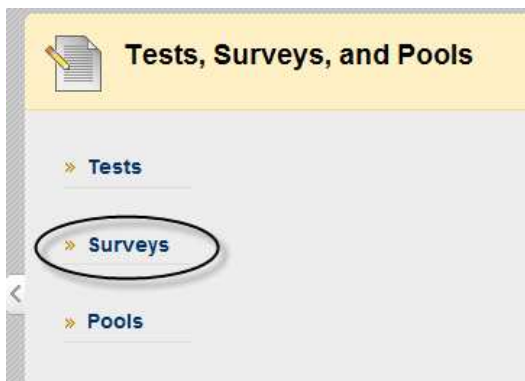 Tests, Surveys, and Pools
» Tests
» Surveys
» Pools